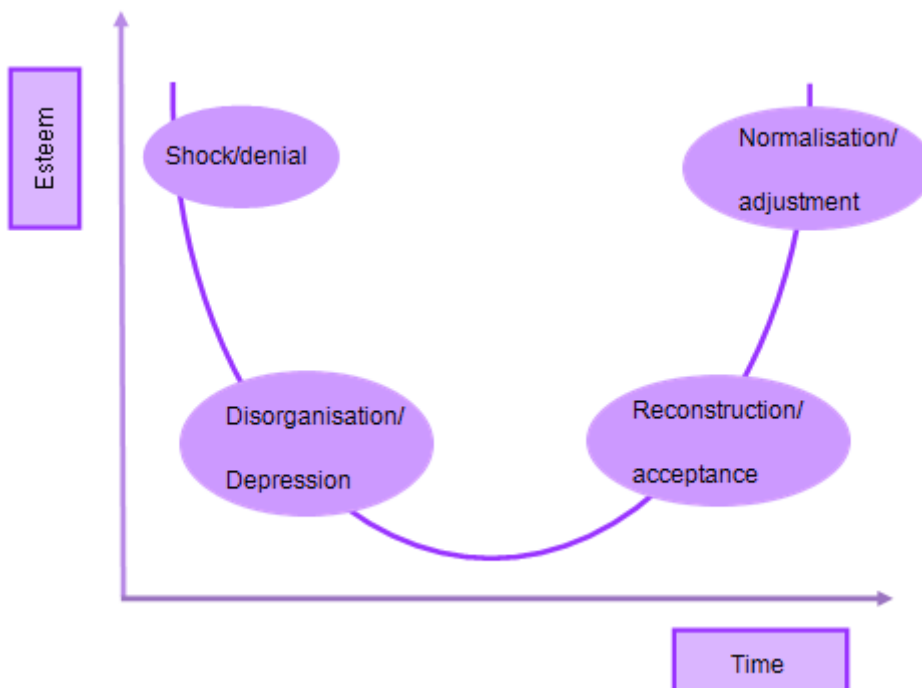 Esteem
Shock/denial
Normalisation/
adjustment
Disorganisation/
Depression
Reconstruction/
acceptance
Time